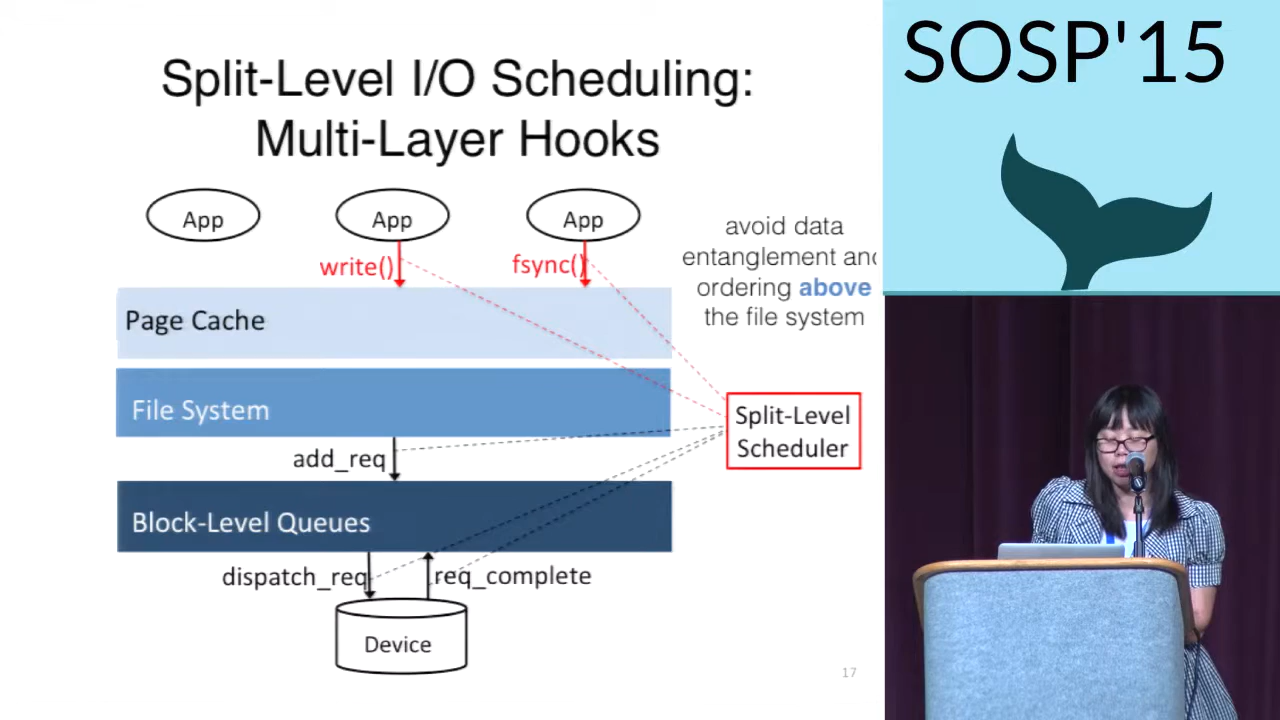 Split-Level I/O Scheduling:
Multi-Layer Hooks
App
App
App
write()
fsync()
avoid data
entanglement and
ordering above
the file system
Page Cache
File System
Split-Level
Scheduler
add_req
Block-Level Queues
dispatch_req
req_complete
Device
17
SOSP'15